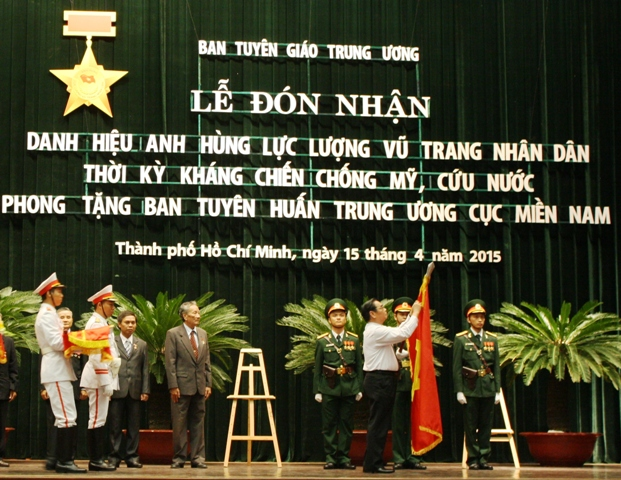 BAN TUYÊN GIÁO TRUNG ƯƠNG
LỄ ĐÓN NHẬN
DANH HIỆU ANH HÙNG LỰC LƯỢNG VŨ TRANG NHÂN DÂN
THỜI KỲ KHÁNG CHIẾN CHỐNG MỸ, CỨU NƯỚC
PHONG TẶNG BAN TUYÊN HUẤN TRUNG ƯƠNG CỤC MIỀN NAM
Thành phố Hồ Chí Minh, ngày 15 tháng 4 năm 2015